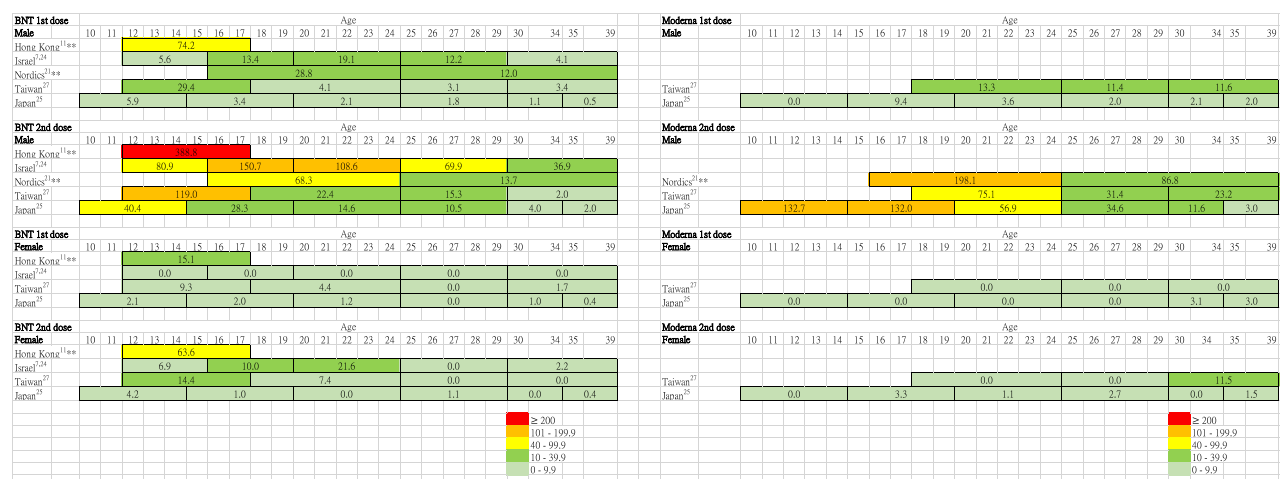 BNT 1st dose Age
Male 10 11 12 13 14 15 16 17 18 19 20 21 22 23 24 25 26 27 28 29 30 34 35 39
Hong Kong11** 74.2
Israel7,24 5.6 13.4 19.1 12.2 4.1
Nordics21** 28.8 12.0
Taiwan27 29.4 4.1 3.1 3.4
Japan25 5.9 3.4 2.1 1.8 1.1 0.5
BNT 2nd dose Age
Male 10 11 12 13 14 15 16 17 18 19 20 21 22 23 24 25 26 27 28 29 30 34 35 39
Hong Kong11**
Israel7,24 80.9 150.7 108.6 69.9 36.9
Nordics21** 68.3 13.7
Taiwan27 119.0 22.4 15.3 2.0
Japan25 40.4 28.3 14.6 10.5 4.0 2.0
BNT 1st dose Age
Female 10 11 12 13 14 15 16 17 18 19 20 21 22 23 24 25 26 27 28 29 30 34 35 39
Hong Kong11** 15.1
Israel7,24 0.0 0.0 0.0 0.0 0.0
Taiwan27 9.3 4.4 0.0 1.7
Japan25 2.1 2.0 1.2 0.0 1.0 0.4
BNT 2nd dose Age
Female 10 11 12 13 14 15 16 17 18 19 20 21 22 23 24 25 26 27 28 29 30 34 35 39
Hong Kong11** 63.6
Israel7,24 6.9 10.0 21.6 0.0 2.2
Taiwan27 14.4 7.4 0.0 0.0
Japan25 4.2 1.0 0.0 1.1 0.0 0.4
≥ 200
101 - 199.9
40 - 99.9
10 - 39.9
0 - 9.9
Moderna 1st dose Age
Male 10 11 12 13 14 15 16 17 18 19 20 21 22 23 24 25 26 27 28 29 30 34 35 39
Taiwan27 13.3 11.4 11.6
Japan25 0.0 9.4 3.6 2.0 2.1 2.0
Moderna 2nd dose Age
Male 10 11 12 13 14 15 16 17 18 19 20 21 22 23 24 25 26 27 28 29 30 34 35 39
Nordics21** 198.1 86.8
Taiwan27 75.1 31.4 23.2
Japan25 132.7 132.0 56.9 34.6 11.6 3.0
Moderna 1st dose Age
Female 10 11 12 13 14 15 16 17 18 19 20 21 22 23 24 25 26 27 28 29 30 34 35 39
Taiwan27 0.0 0.0 0.0
Japan25 0.0 0.0 0.0 0.0 3.1 3.0
Moderna 2nd dose Age
Female 10 11 12 13 14 15 16 17 18 19 20 21 22 23 24 25 26 27 28 29 30 34 39
Taiwan27 0.0 0.0 11.5
Japan25 0.0 3.3 1.1 2.7 0.0 1.5
≥ 200
101 - 199.9
40 - 99.9
10 - 39.9
0 - 9.9